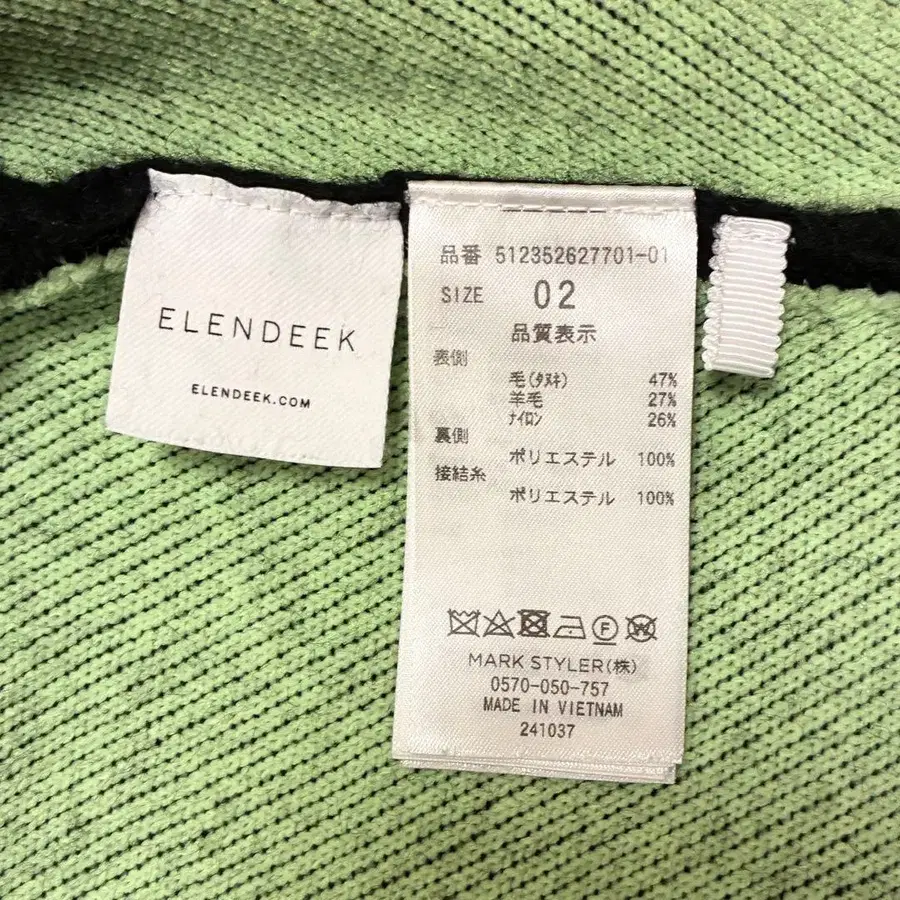 ELENDEEK
ELENDEEK.COM
品番 512352627701-01
SIZE 02
品質表示
表側
毛(タヌキ) 47%
羊毛 27%
ナイロン 26%
裏側
ポリエステル 100%
接結糸
ポリエステル 100%
F W
MARK STYLER(株)
0570-050-757
MADE IN VIETNAM
241037